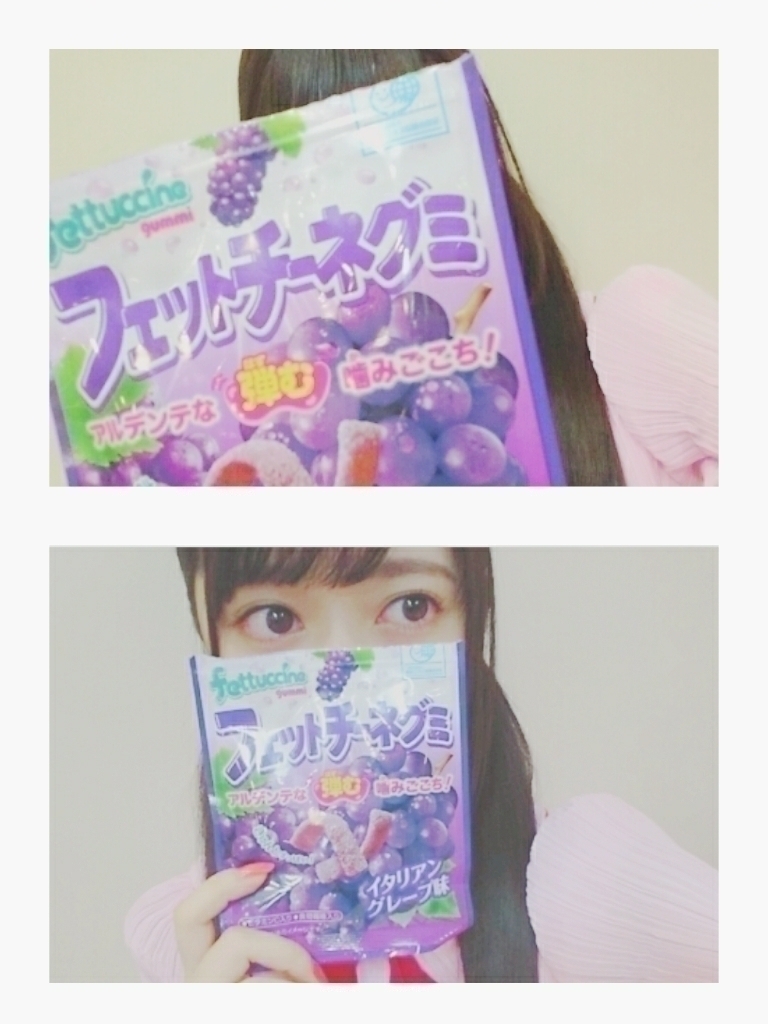 fettuccine
gummi
フェットチーネグミ
アルデンテな 弾む 噛みごこち!
fettuccine
gummi
フェットチーネグミ
アルデンテな 弾む 噛みごこち!
イタリアン
グレープ味